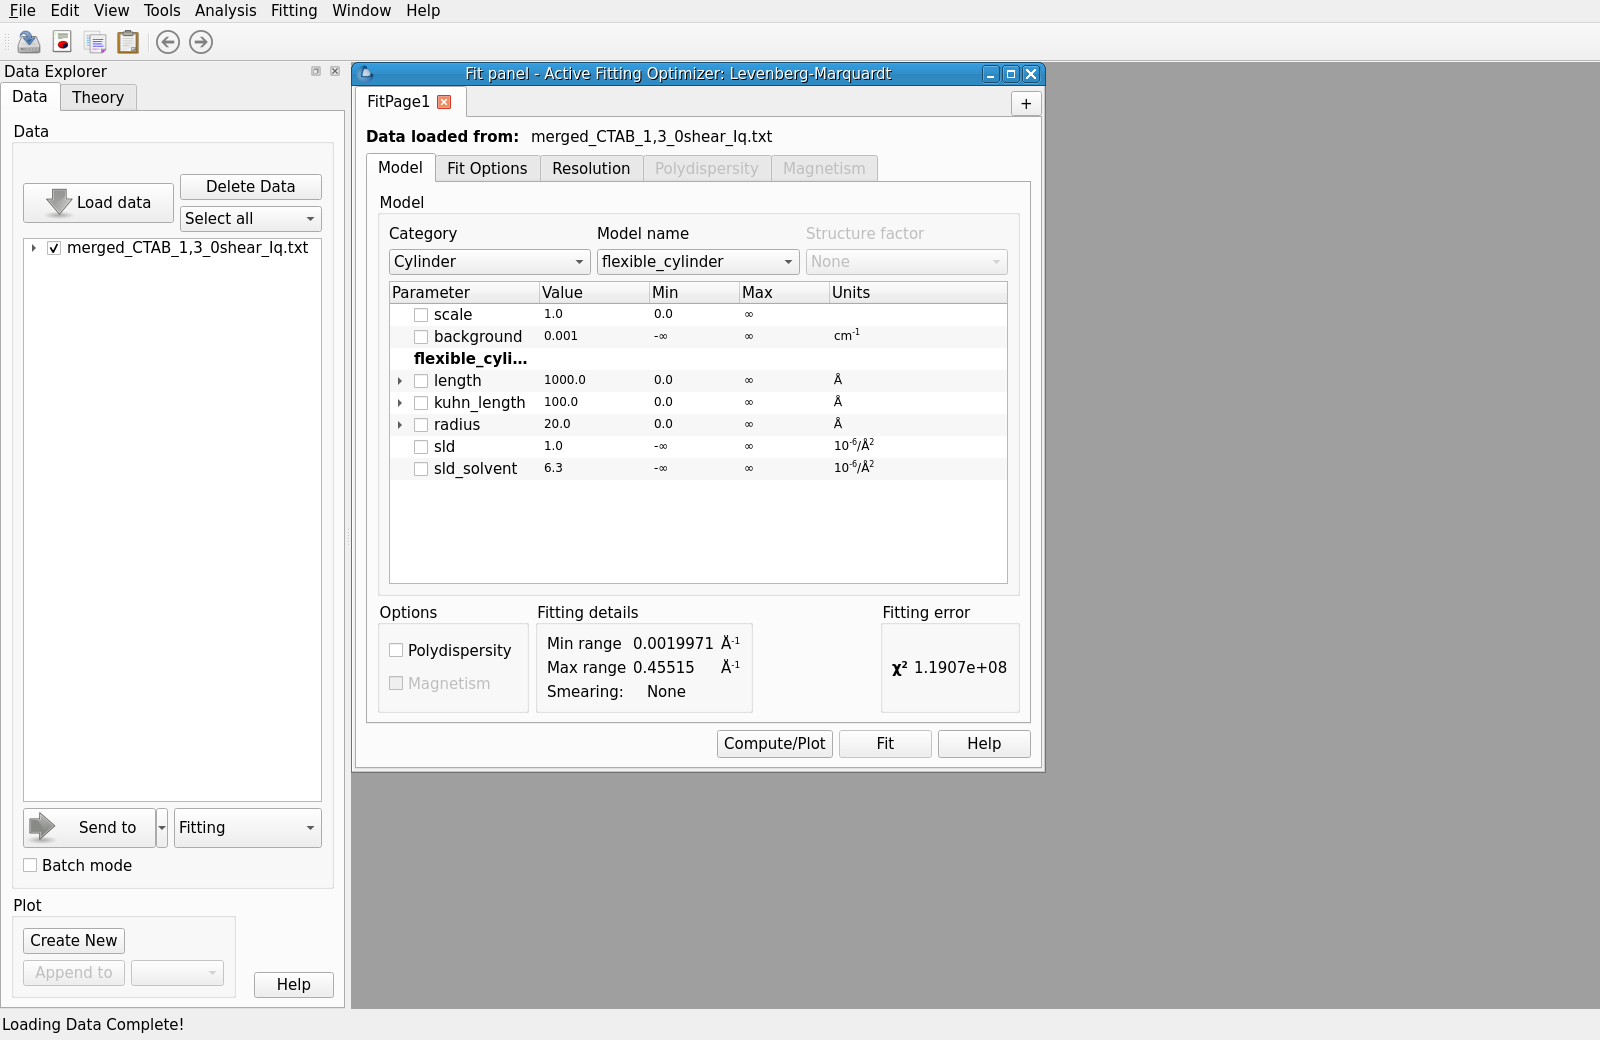 File Edit View Tools Analysis Fitting Window Help
Data Explorer
Data Theory
Data
Load data
Delete Data
Select all
merged_CTAB_1,3_0shear_Iq.txt
Send to
Fitting
Batch mode
Plot
Create New
Append to
Help
Loading Data Complete!
Fit panel - Active Fitting Optimizer: Levenberg-Marquardt
FitPage1
+
Data loaded from: merged_CTAB_1,3_0shear_Iq.txt
Model Fit Options Resolution Polydispersity Magnetism
Model
Category Model name Structure factor
Cylinder flexible_cylinder None
Parameter Value Min Max Units
scale 1.0 0.0 ∞
background 0.001 -∞ ∞ cm⁻¹
flexible_cyli...
length 1000.0 0.0 ∞ Å
kuhn_length 100.0 0.0 ∞ Å
radius 20.0 0.0 ∞ Å
sld 1.0 -∞ ∞ 10⁻⁶/Å²
sld_solvent 6.3 -∞ ∞ 10⁻⁶/Å²
Options
Polydispersity
Magnetism
Fitting details
Min range 0.0019971 Å⁻¹
Max range 0.45515 Å⁻¹
Smearing: None
Fitting error
χ² 1.1907e+08
Compute/Plot Fit Help